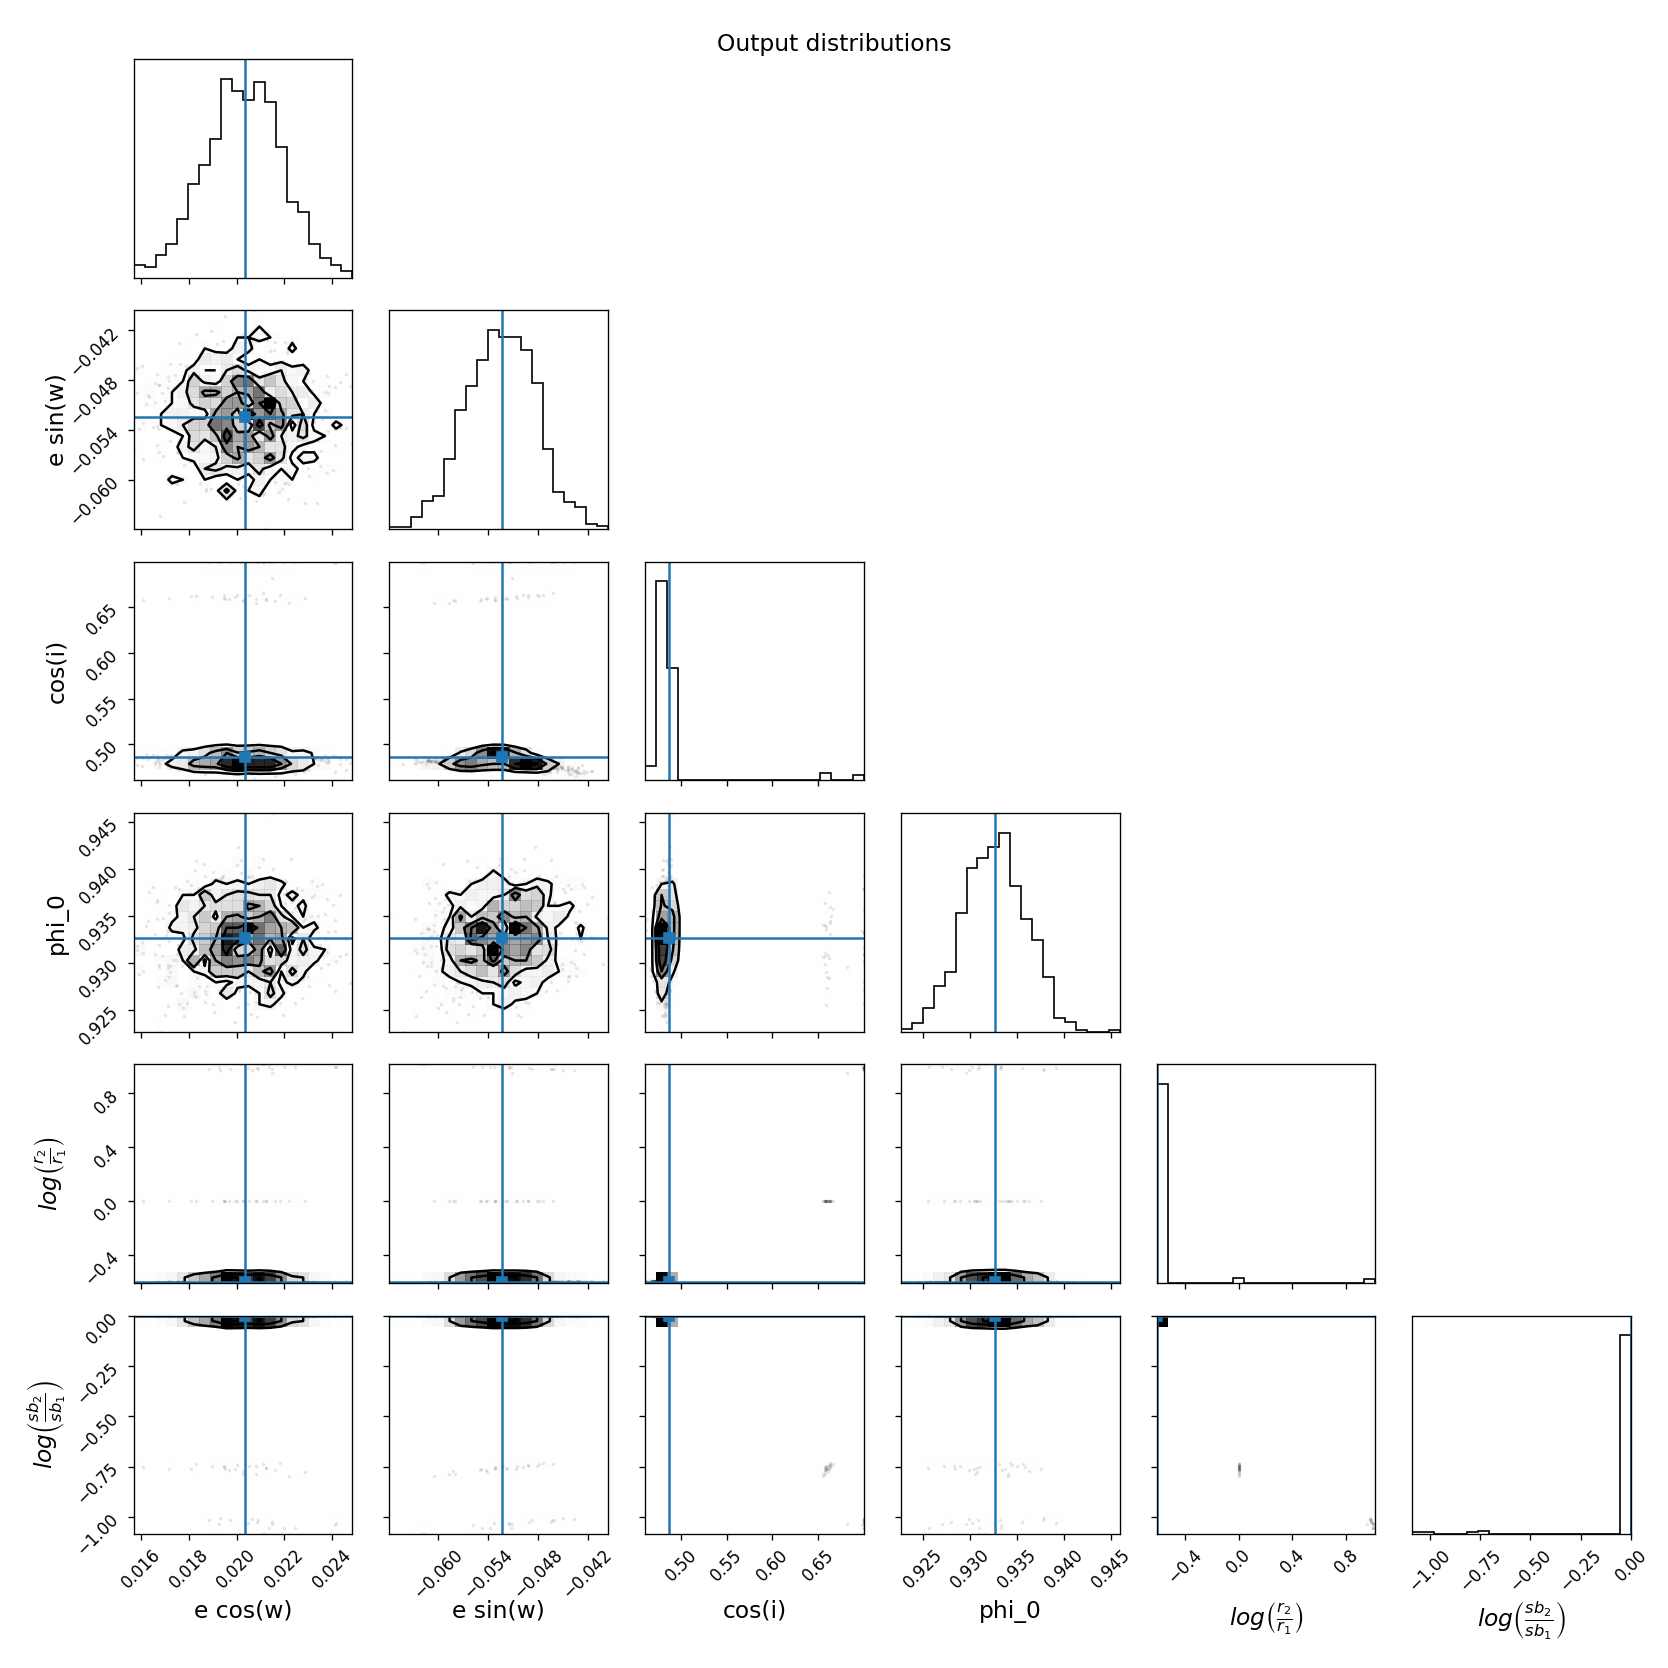 Output distributions
e sin(w)
−0.042
−0.048
−0.054
−0.060
cos(i)
0.65
0.60
0.55
0.50
phi_0
0.945
0.940
0.935
0.930
0.925
log(r2/r1)
0.8
0.4
0.0
−0.4
log(sb2/sb1)
0.00
−0.25
−0.50
−0.75
−1.00
0.016 0.018 0.020 0.022 0.024
−0.060 −0.054 −0.048 −0.042
0.50 0.55 0.60 0.65
0.925 0.930 0.935 0.940 0.945
−0.4 0.0 0.4 0.8
−1.00 −0.75 −0.50 −0.25 0.00
e cos(w) e sin(w) cos(i) phi_0 log(r2/r1) log(sb2/sb1)